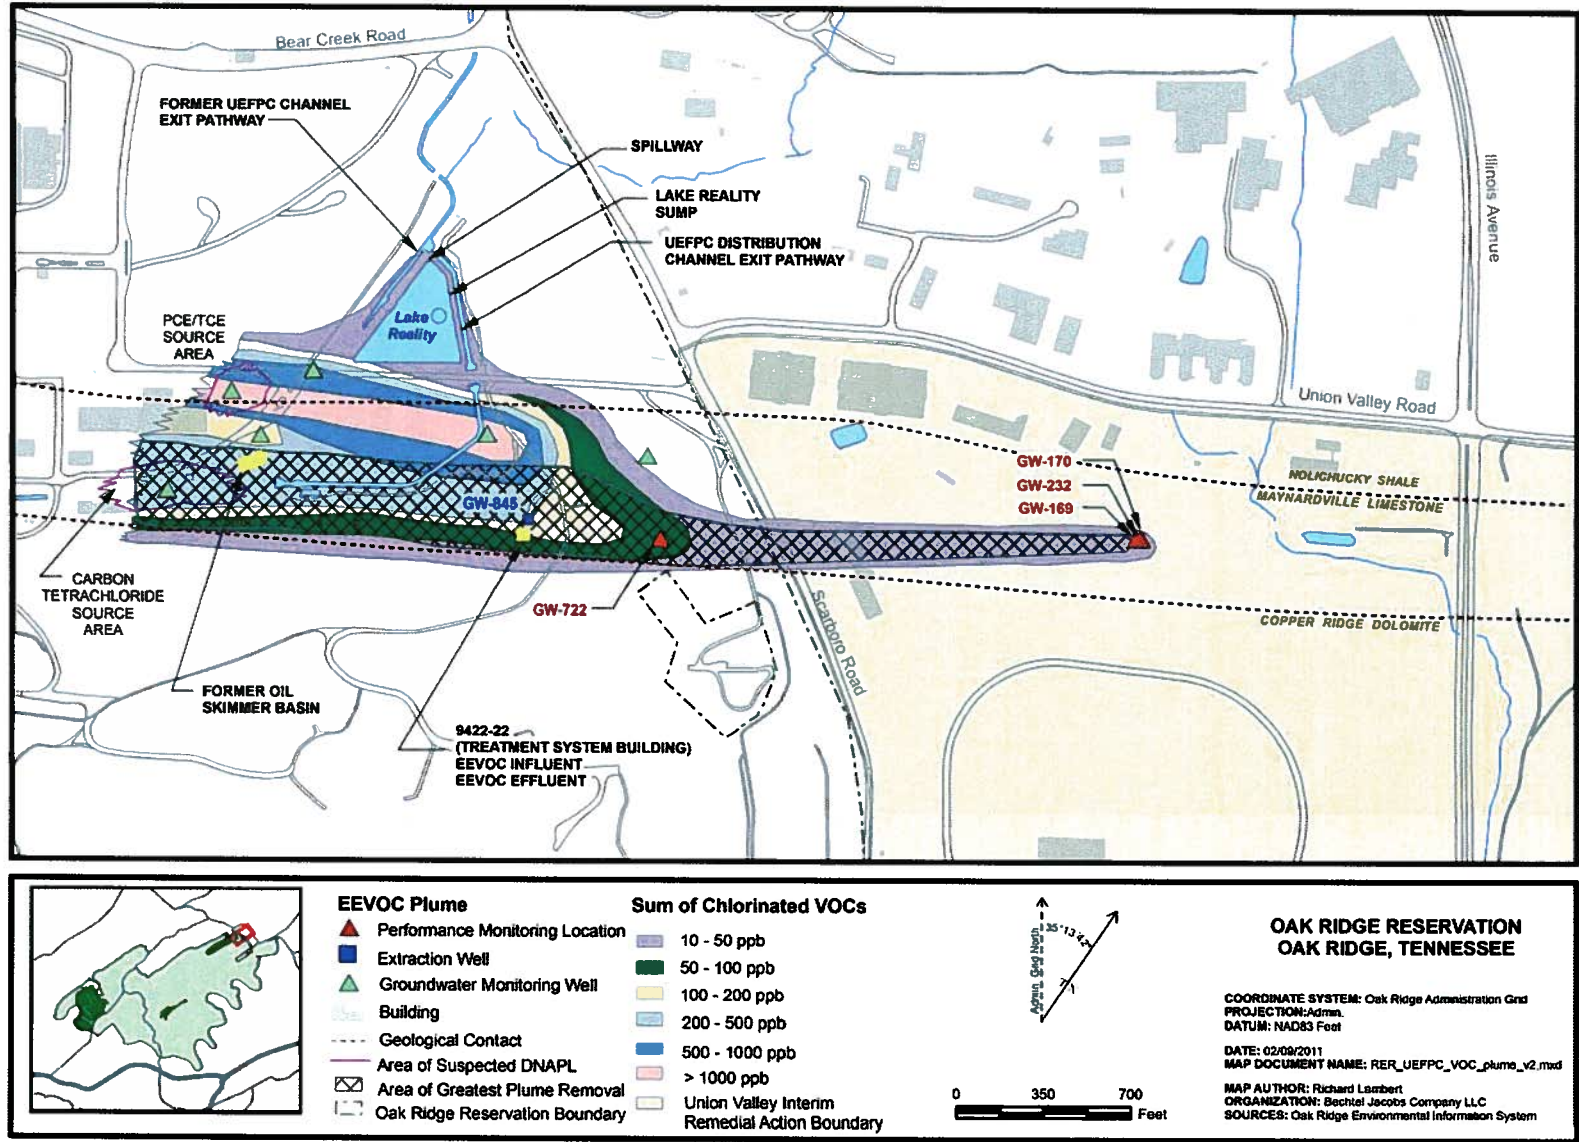 Bear Creek Road
FORMER UEFPC CHANNEL
EXIT PATHWAY
SPILLWAY
LAKE REALITY
SUMP
UEFPC DISTRIBUTION
CHANNEL EXIT PATHWAY
Illinois Avenue
PCE/TCE
SOURCE
AREA
Lake
Reality
Union Valley Road
GW-170
GW-232
GW-169
NOLICHUCKY SHALE
MAYNARDVILLE LIMESTONE
GW-845
CARBON
TETRACHLORIDE
SOURCE
AREA
GW-722
Scarboro Road
COPPER RIDGE DOLOMITE
FORMER OIL
SKIMMER BASIN
9422-22
(TREATMENT SYSTEM BUILDING)
EEVOC INFLUENT
EEVOC EFFLUENT
EEVOC Plume
Performance Monitoring Location
Extraction Well
Groundwater Monitoring Well
Building
Geological Contact
Area of Suspected DNAPL
Area of Greatest Plume Removal
Oak Ridge Reservation Boundary
Sum of Chlorinated VOCs
10 - 50 ppb
50 - 100 ppb
100 - 200 ppb
200 - 500 ppb
500 - 1000 ppb
> 1000 ppb
Union Valley Interim
Remedial Action Boundary
Admin Grid North
35°13'42"
0 350 700
Feet
OAK RIDGE RESERVATION
OAK RIDGE, TENNESSEE
COORDINATE SYSTEM: Oak Ridge Administration Grid
PROJECTION:Admin.
DATUM: NAD83 Feet
DATE: 02/09/2011
MAP DOCUMENT NAME: RER_UEFPC_VOC_plume_v2.mxd
MAP AUTHOR: Richard Lambert
ORGANIZATION: Bechtel Jacobs Company LLC
SOURCES: Oak Ridge Environmental Information System